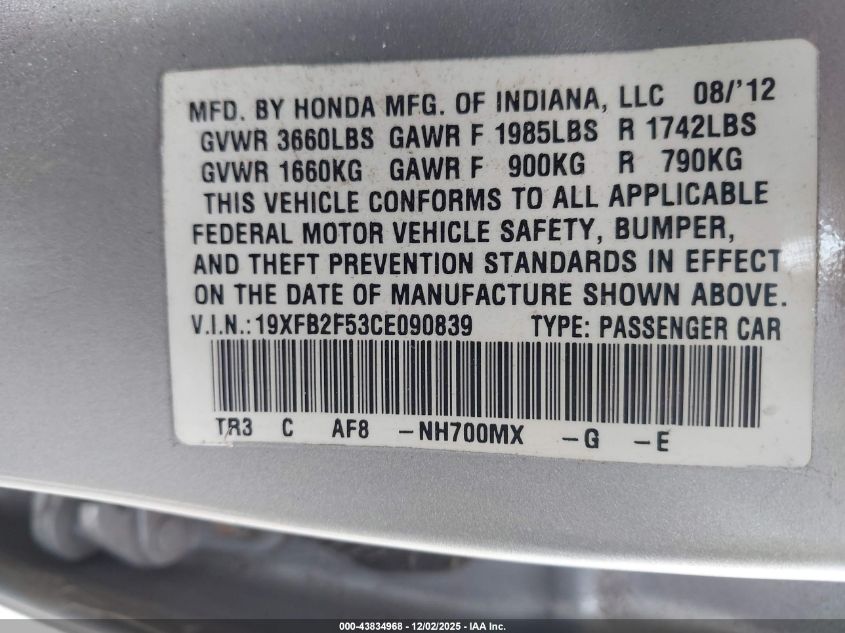 MFD. BY HONDA MFG. OF INDIANA, LLC 08/'12
GVWR 3660LBS GAWR F 1985LBS R 1742LBS
GVWR 1660KG GAWR F 900KG R 790KG
THIS VEHICLE CONFORMS TO ALL APPLICABLE
FEDERAL MOTOR VEHICLE SAFETY, BUMPER,
AND THEFT PREVENTION STANDARDS IN EFFECT
ON THE DATE OF MANUFACTURE SHOWN ABOVE.
V.I.N.:19XFB2F53CE090839 TYPE: PASSENGER CAR
TR3 C AF8 -NH700MX -G -E
000-43834968 - 12/02/2025 - IAA Inc.